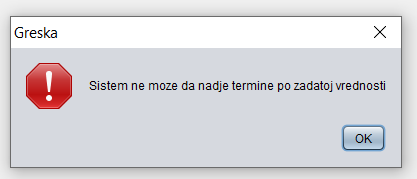 Greska
Sistem ne moze da nadje termine po zadatoj vrednosti
OK